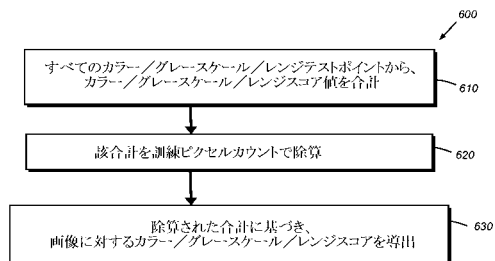 600
すべてのカラー／グレースケール／レンジテストポイントから、
カラー／グレースケール／レンジスコア値を合計
610
該合計を訓練ピクセルカウントで除算
620
除算された合計に基づき、
画像に対するカラー／グレースケール／レンジスコアを導出
630